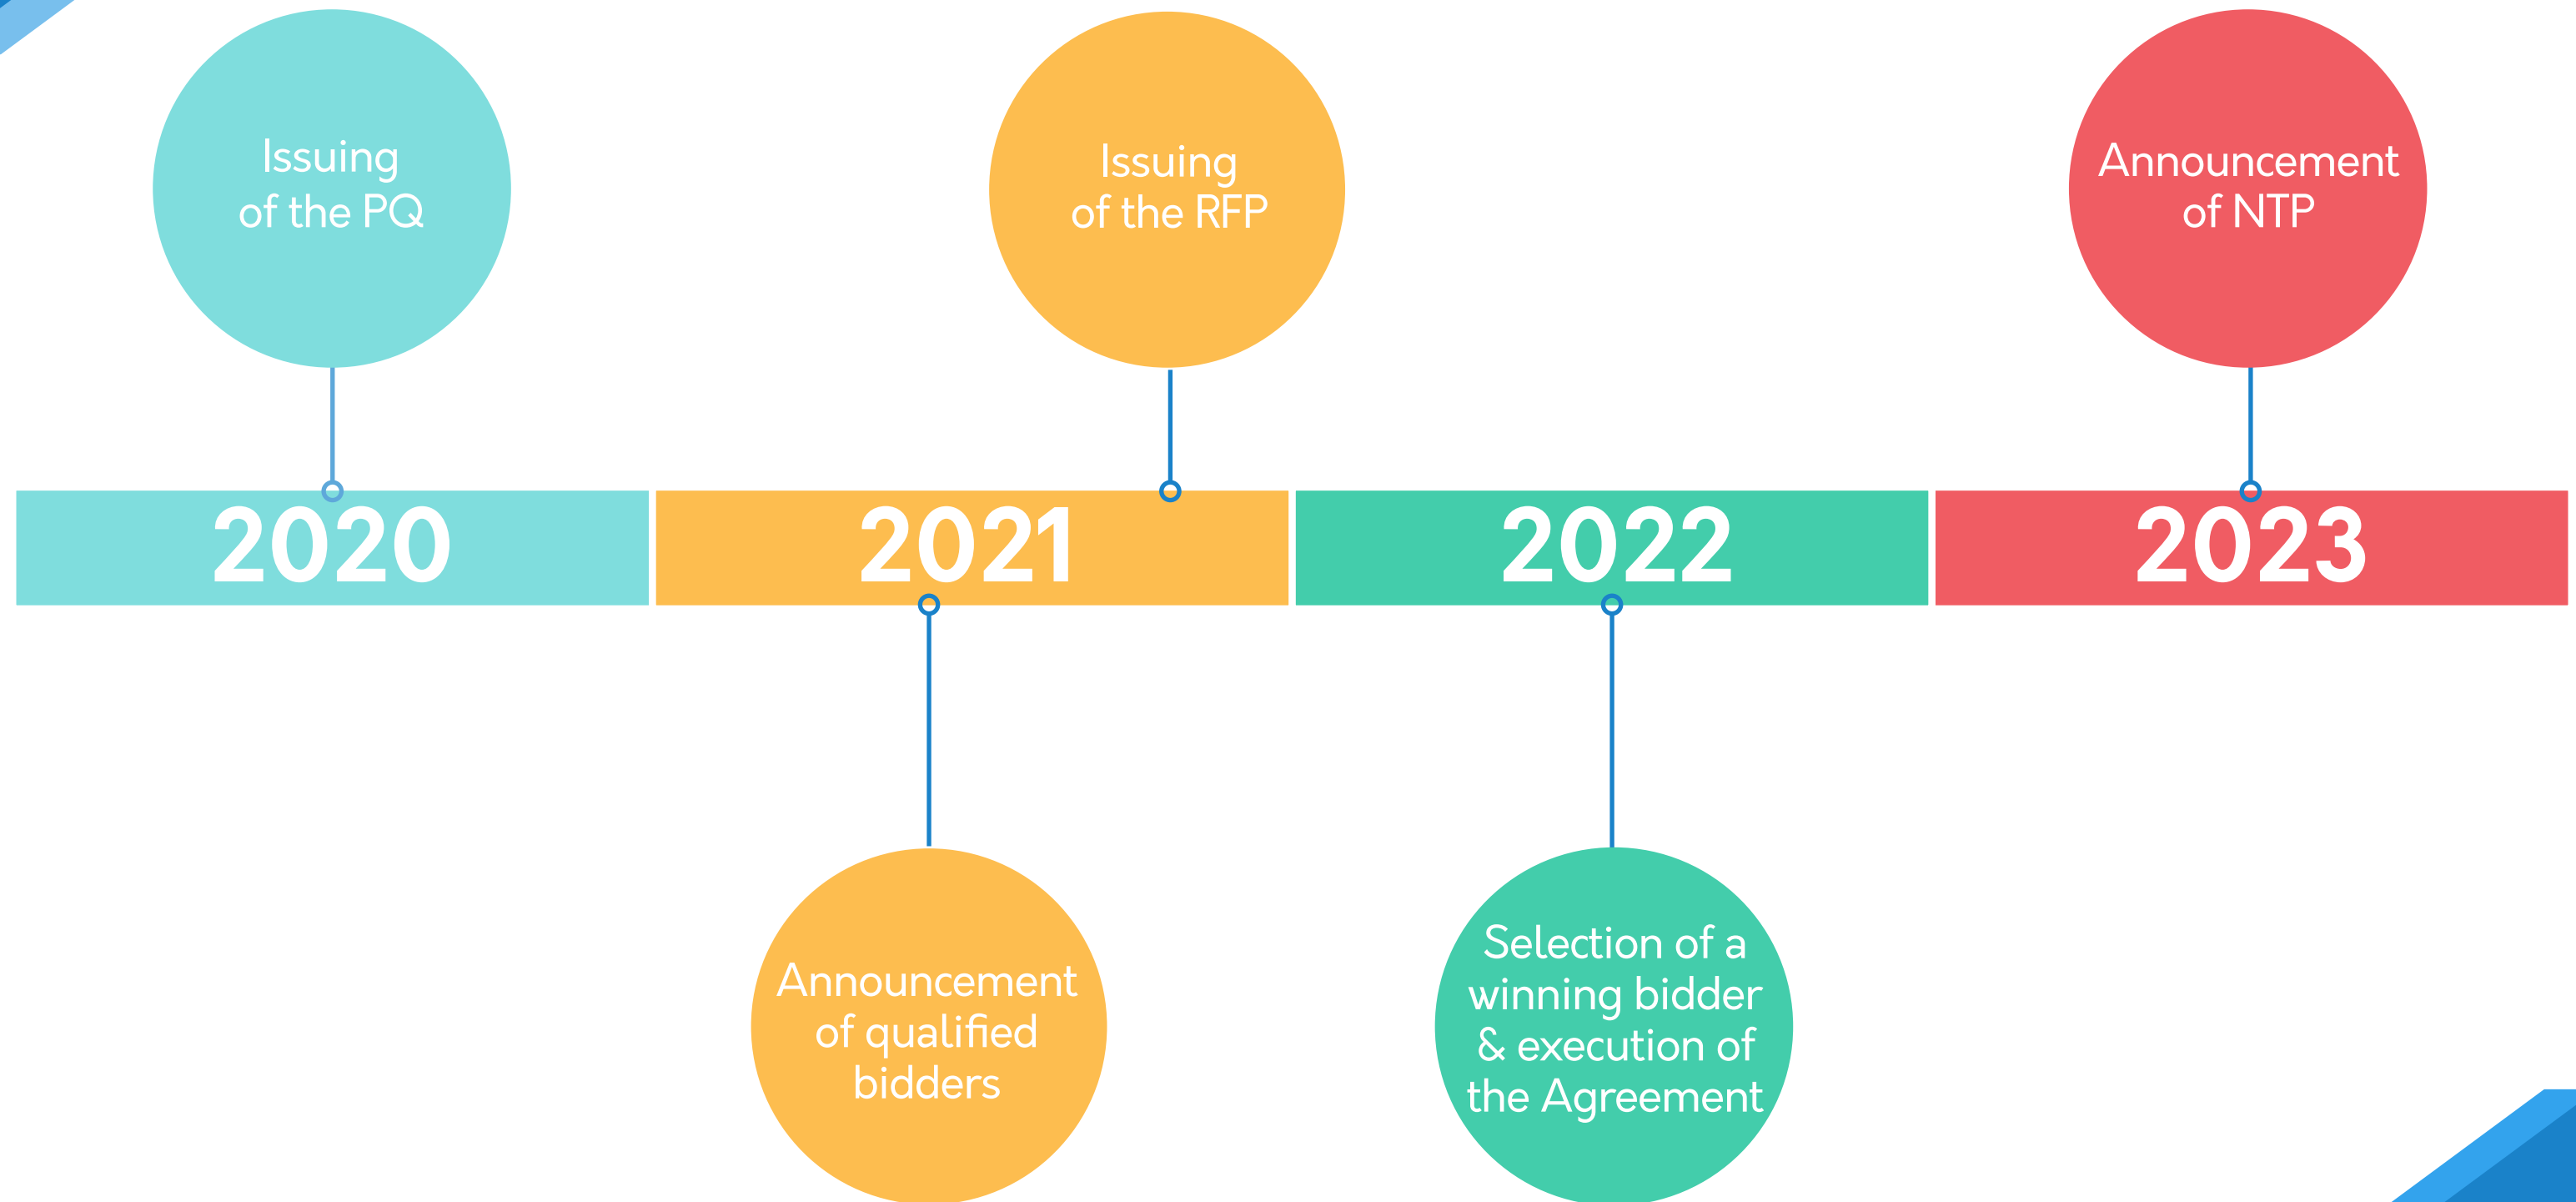 Issuing
of the PQ
Issuing
of the RFP
Announcement
of NTP
2020
2021
2022
2023
Announcement
of qualified
bidders
Selection of a
winning bidder
& execution of
the Agreement